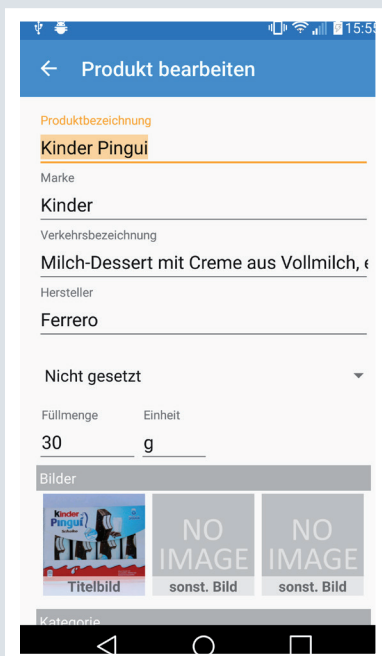 15:55
Produkt bearbeiten
Produktbezeichnung
Kinder Pingui
Marke
Kinder
Verkehrsbezeichnung
Milch-Dessert mit Creme aus Vollmilch, e
Hersteller
Ferrero
Nicht gesetzt
Füllmenge Einheit
30 g
Bilder
Kinder
Pinguí
NO IMAGE NO IMAGE
Titelbild sonst. Bild sonst. Bild
Kategorie